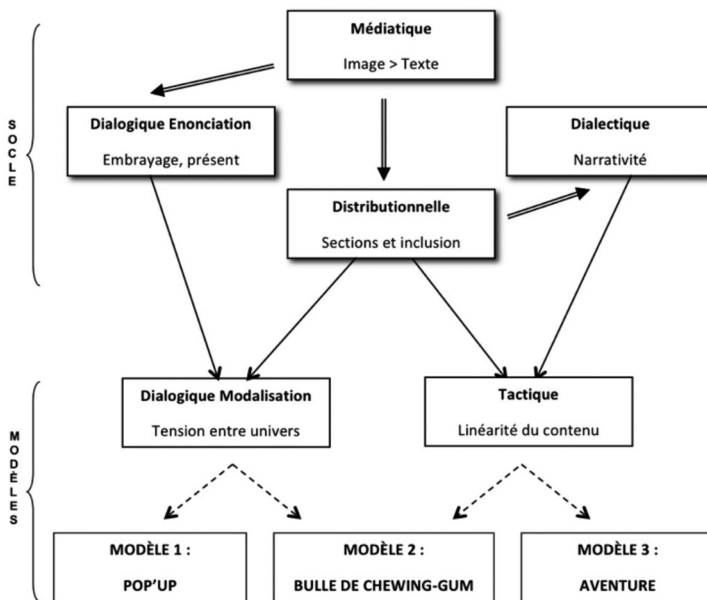 Médiatique
Image > Texte
SOCLE
Dialogique Enonciation
Embrayage, présent
Dialectique
Narrativité
Distributionnelle
Sections et inclusion
MODÈLES
Dialogique Modalisation
Tension entre univers
Tactique
Linéarité du contenu
MODÈLE 1 :
POP'UP
MODÈLE 2 :
BULLE DE CHEWING-GUM
MODÈLE 3 :
AVENTURE